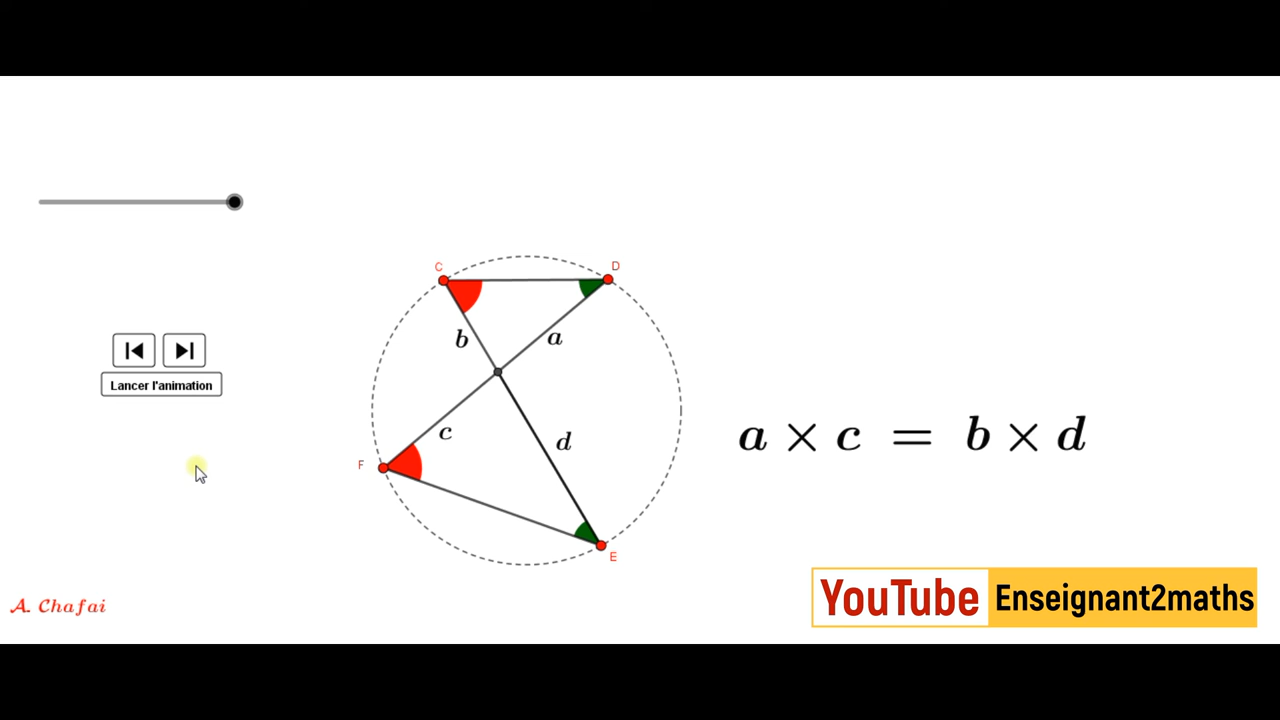 C
D
b
a
Lancer l'animation
c
d
a × c = b × d
F
E
A. Chafai
YouTube Enseignant2maths